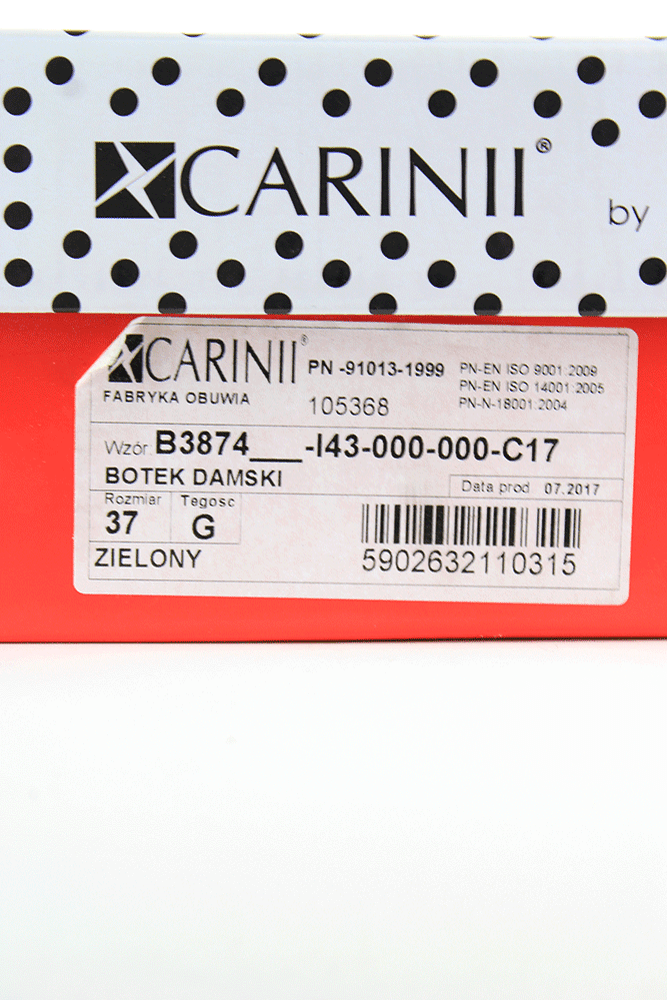 CARINII®
by
CARINII®
FABRYKA OBUWIA
PN -91013-1999
105368
PN-EN ISO 9001:2009
PN-EN ISO 14001:2005
PN-N-18001:2004
Wzór: B3874___-I43-000-000-C17
BOTEK DAMSKI
Data prod 07.2017
Rozmiar Tęgosc
37 G
ZIELONY
5902632110315